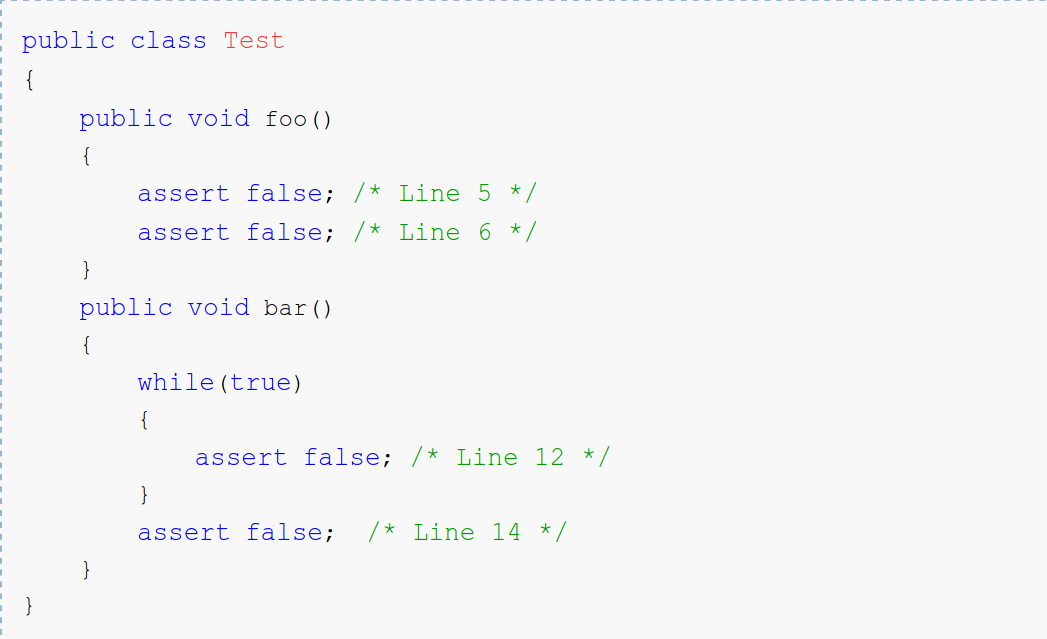 public class Test
{
    public void foo()
    {
        assert false; /* Line 5 */
        assert false; /* Line 6 */
    }
    public void bar()
    {
        while(true)
        {
            assert false; /* Line 12 */
        }
        assert false;  /* Line 14 */
    }
}